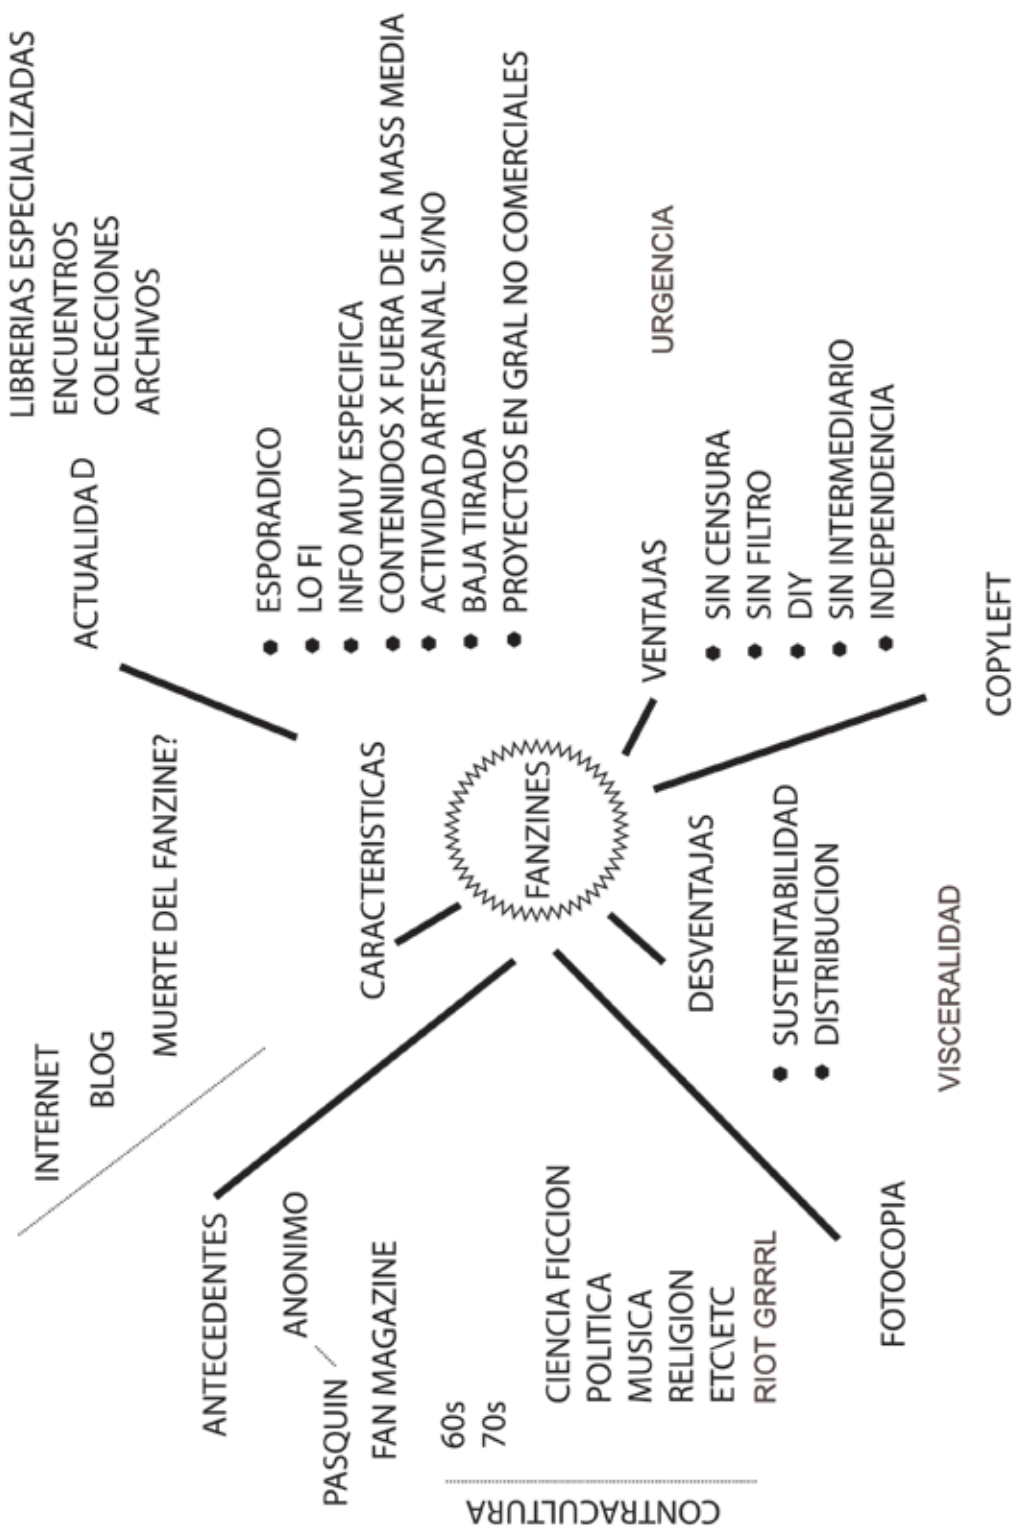 CONTRACULTURA
ANTECEDENTES
ANONIMO
PASQUIN
FAN MAGAZINE
60s
70s
CIENCIA FICCION
POLITICA
MUSICA
RELIGION
ETC\ETC
RIOT GRRRL
FOTOCOPIA
INTERNET
BLOG
MUERTE DEL FANZINE?
CARACTERISTICAS
FANZINES
DESVENTAJAS
SUSTENTABILIDAD
DISTRIBUCION
VISCERALIDAD
ACTUALIDAD
LIBRERIAS ESPECIALIZADAS
ENCUENTROS
COLECCIONES
ARCHIVOS
ESPORADICO
LO FI
INFO MUY ESPECIFICA
CONTENIDOS X FUERA DE LA MASS MEDIA
ACTIVIDAD ARTESANAL SI/NO
BAJA TIRADA
PROYECTOS EN GRAL NO COMERCIALES
URGENCIA
VENTAJAS
SIN CENSURA
SIN FILTRO
DIY
SIN INTERMEDIARIO
INDEPENDENCIA
COPYLEFT